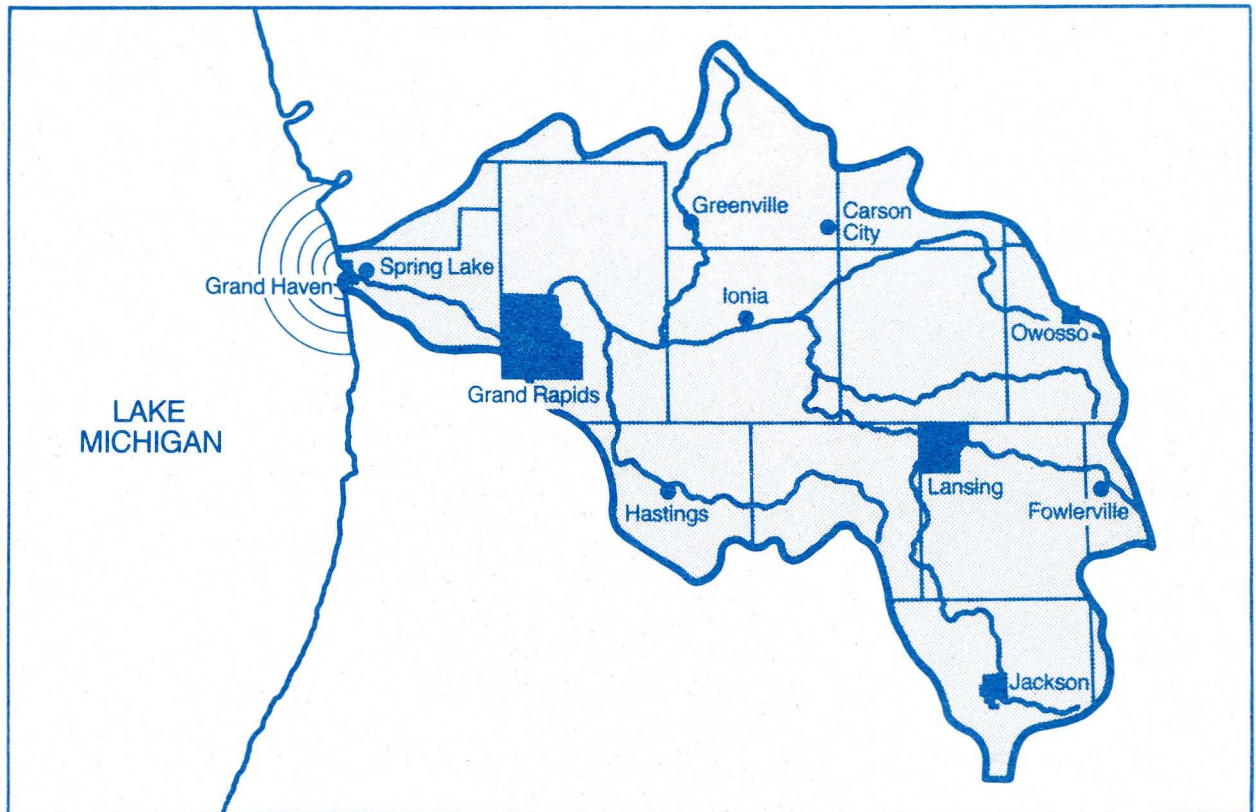 Greenville
Carson
City
Spring Lake
Grand Haven
Ionia
Owosso
Grand Rapids
LAKE
MICHIGAN
Lansing
Hastings
Fowlerville
Jackson